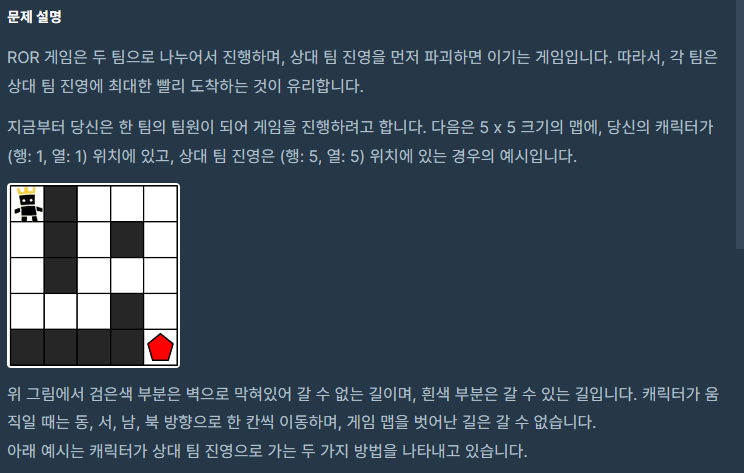 문제 설명
ROR 게임은 두 팀으로 나누어서 진행하며, 상대 팀 진영을 먼저 파괴하면 이기는 게임입니다. 따라서, 각 팀은
상대 팀 진영에 최대한 빨리 도착하는 것이 유리합니다.
지금부터 당신은 한 팀의 팀원이 되어 게임을 진행하려고 합니다. 다음은 5 x 5 크기의 맵에, 당신의 캐릭터가
(행: 1, 열: 1) 위치에 있고, 상대 팀 진영은 (행: 5, 열: 5) 위치에 있는 경우의 예시입니다.
위 그림에서 검은색 부분은 벽으로 막혀있어 갈 수 없는 길이며, 흰색 부분은 갈 수 있는 길입니다. 캐릭터가 움
직일 때는 동, 서, 남, 북 방향으로 한 칸씩 이동하며, 게임 맵을 벗어난 길은 갈 수 없습니다.
아래 예시는 캐릭터가 상대 팀 진영으로 가는 두 가지 방법을 나타내고 있습니다.